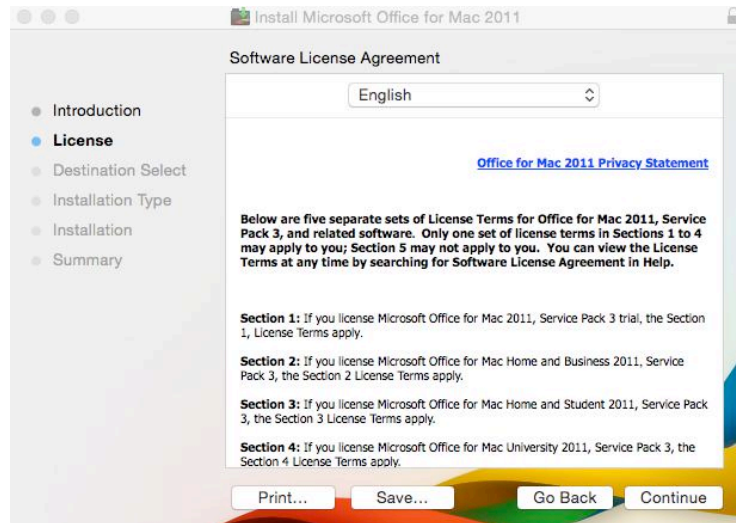 Install Microsoft Office for Mac 2011
Software License Agreement
English
Introduction
License
Destination Select
Installation Type
Installation
Summary
Office for Mac 2011 Privacy Statement
Below are five separate sets of License Terms for Office for Mac 2011, Service
Pack 3, and related software. Only one set of license terms in Sections 1 to 4
may apply to you; Section 5 may not apply to you. You can view the License
Terms at any time by searching for Software License Agreement in Help.
Section 1: If you license Microsoft Office for Mac 2011, Service Pack 3 trial, the Section
1, License Terms apply.
Section 2: If you license Microsoft Office for Mac Home and Business 2011, Service
Pack 3, the Section 2 License Terms apply.
Section 3: If you license Microsoft Office for Mac Home and Student 2011, Service Pack
3, the Section 3 License Terms apply.
Section 4: If you license Microsoft Office for Mac University 2011, Service Pack 3, the
Section 4 License Terms apply.
Print...
Save...
Go Back
Continue